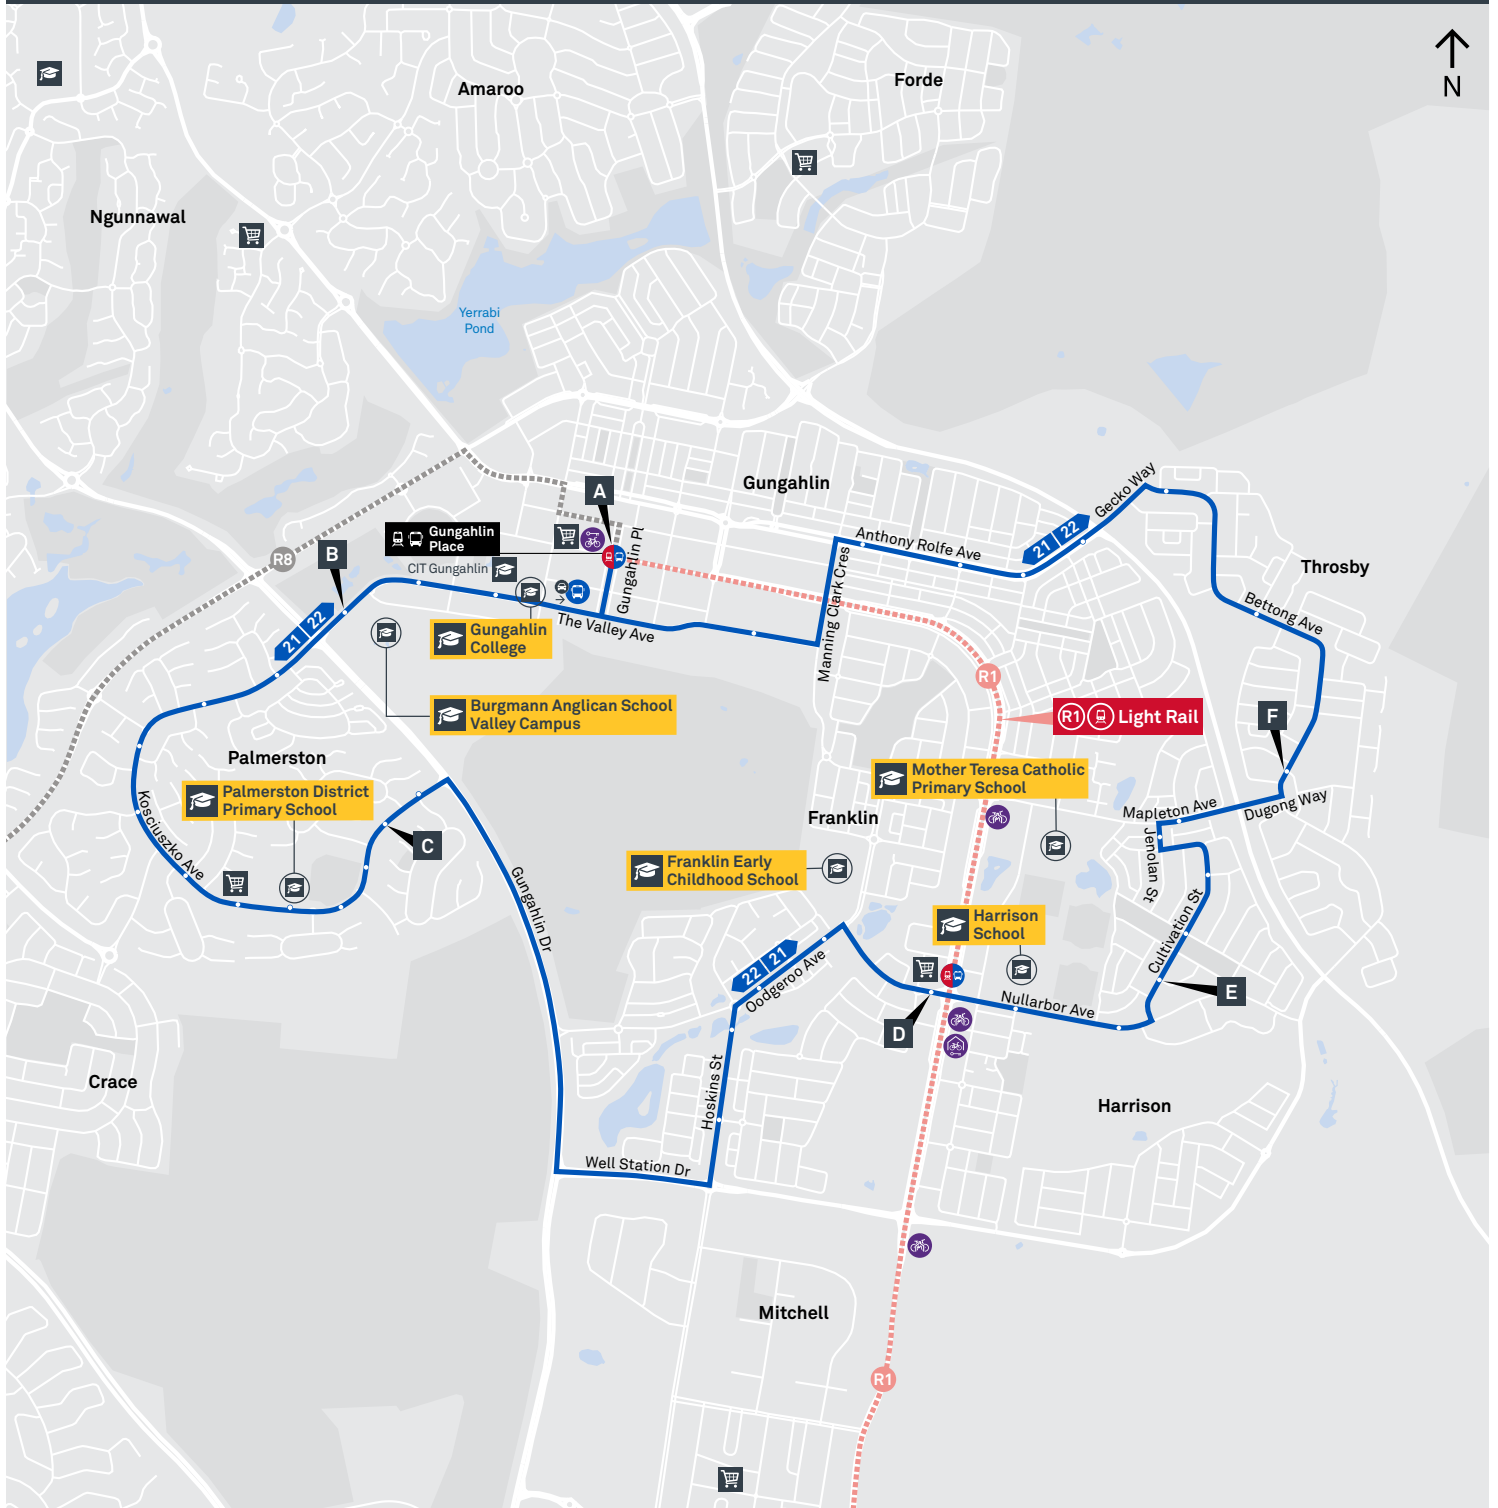 N
Amaroo
Forde
Ngunnawal
Yerrabi
Pond
Gungahlin
A
Gecko Way
Gungahlin
Place
CIT Gungahlin
Gungahlin Pl
Anthony Rolfe Ave
21 22
R8
B
Throsby
Manning Clark Cres
Bettong Ave
21 22
Gungahlin
College
The Valley Ave
R1
Burgmann Anglican School
Valley Campus
R1 Light Rail
F
Palmerston
Palmerston District
Primary School
Mother Teresa Catholic
Primary School
Mapleton Ave
Dugong Way
Kosciuszko Ave
Franklin
C
Jenolan St
Franklin Early
Childhood School
Gungahlin Dr
Harrison
School
Cultivation St
22 21
Oodgeroo Ave
E
Nullarbor Ave
D
Crace
Hoskins St
Harrison
Well Station Dr
Mitchell
R1